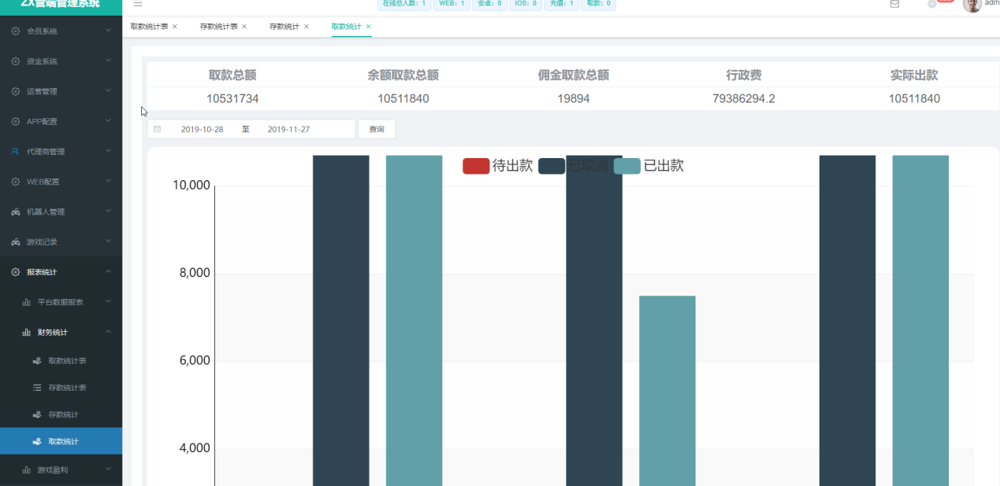 ZX官端管理系统
在线总人数：1 WEB：1 安卓：0 IOS：0 充值：1 取款：0
adm
会员系统
资金系统
运营管理
APP配置
代理商管理
WEB配置
机器人管理
游戏记录
报表统计
平台数据报表
财务统计
取款统计表
存款统计表
存款统计
取款统计
游戏盈利
取款统计表 × 存款统计表 × 存款统计 × 取款统计 ×
取款总额 余额取款总额 佣金取款总额 行政费 实际出款
10531734 10511840 19894 79386294.2 10511840
2019-10-28 至 2019-11-27 查询
待出款 已取消 已出款
10,000
8,000
6,000
4,000